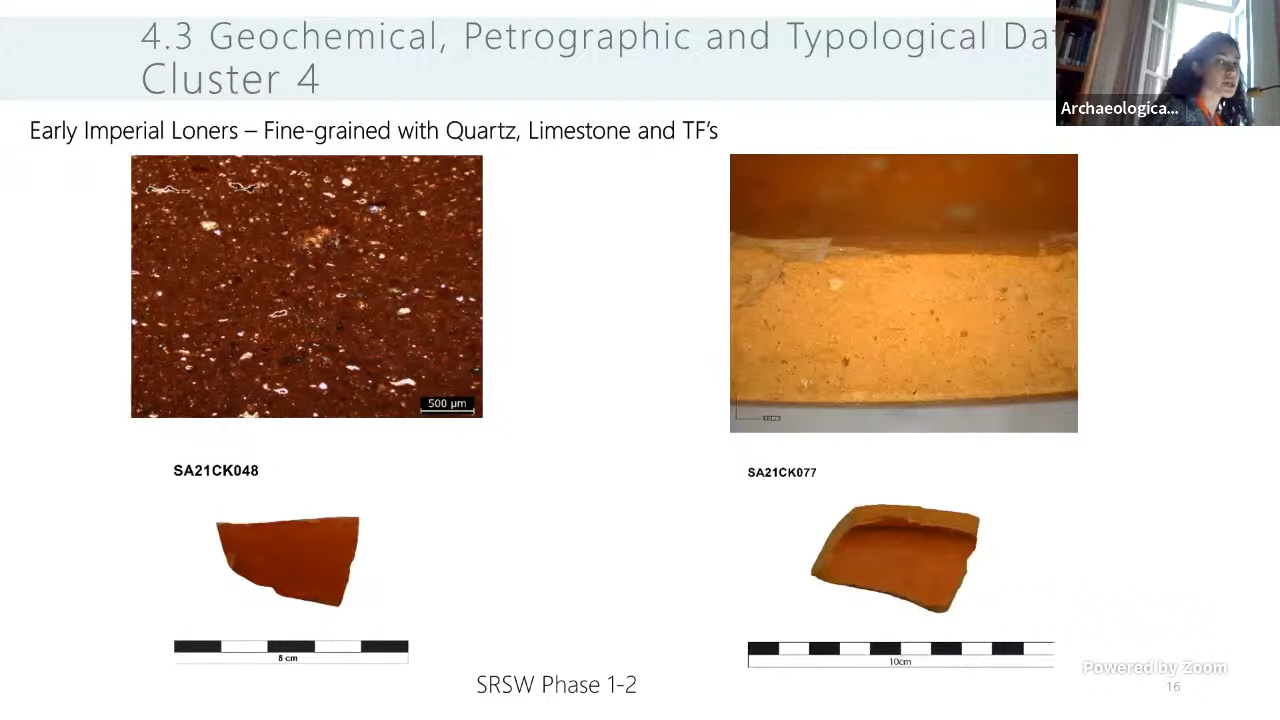 4.3 Geochemical, Petrographic and Typological Da
Cluster 4
Archaeologica...
Early Imperial Loners – Fine-grained with Quartz, Limestone and TF's
500 µm
SA21CK048
SA21CK077
5 cm
10cm
SRSW Phase 1-2
Powered by Zoom
16